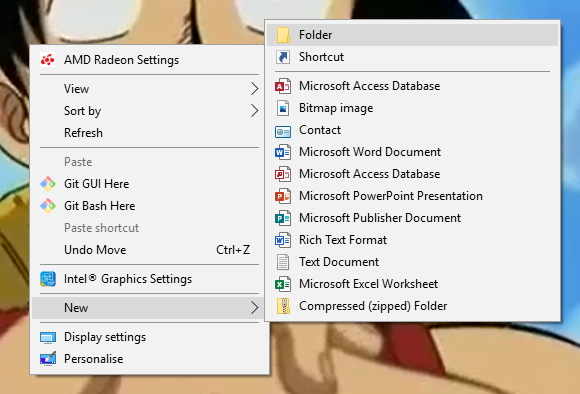 AMD Radeon Settings
View
Sort by
Refresh
Paste
Git GUI Here
Git Bash Here
Paste shortcut
Undo Move Ctrl+Z
Intel® Graphics Settings
New
Display settings
Personalise
Folder
Shortcut
Microsoft Access Database
Bitmap image
Contact
Microsoft Word Document
Microsoft Access Database
Microsoft PowerPoint Presentation
Microsoft Publisher Document
Rich Text Format
Text Document
Microsoft Excel Worksheet
Compressed (zipped) Folder